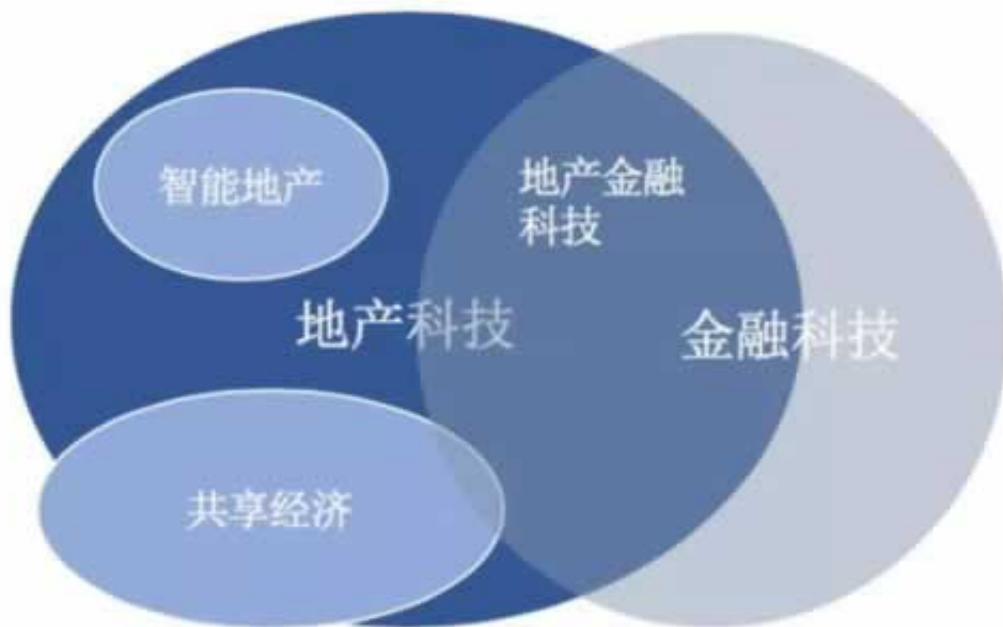 智能地产
地产金融
科技
地产科技
金融科技
共享经济